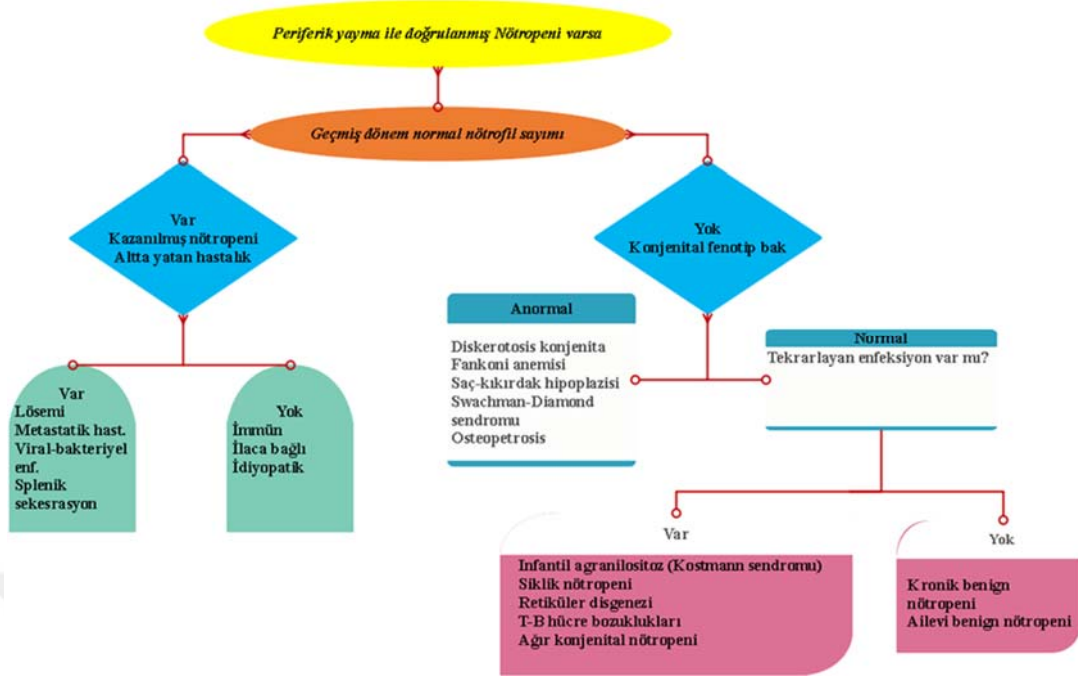 Periferik yayma ile doğrulanmış Nötropeni varsa
Geçmiş dönem normal nötrofil sayımı
Var
Kazanılmış nötropeni
Altta yatan hastalık
Yok
Konjenital fenotip bak
Anormal
Diskerotosis konjenita
Fankoni anemisi
Saç-kıkırdak hipoplazisi
Swachman-Diamond
sendromu
Osteopetrosis
Normal
Tekrarlayan enfeksiyon var mı?
Var
Lösemi
Metastatik hast.
Viral-bakteriyel
enf.
Splenik
sekesrasyon
Yok
İmmün
İlaca bağlı
İdiyopatik
Var
Infantil agranilositoz (Kostmann sendromu)
Siklik nötropeni
Retiküler disgenezi
T-B hücre bozuklukları
Ağır konjenital nötropeni
Yok
Kronik benign
nötropeni
Ailevi benign nötropeni